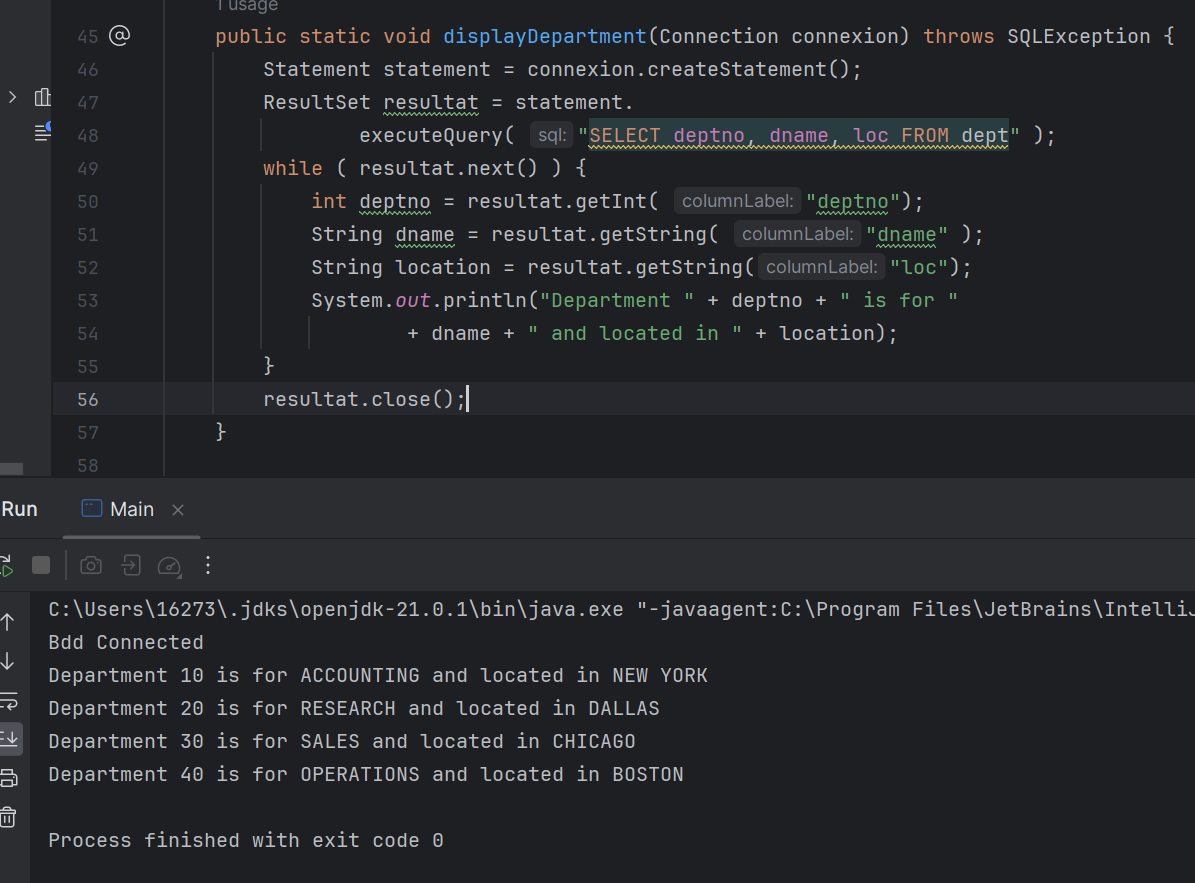 1 usage
45 @ public static void displayDepartment(Connection connexion) throws SQLException {
46 Statement statement = connexion.createStatement();
47 ResultSet resultat = statement.
48 executeQuery( sql: "SELECT deptno, dname, loc FROM dept" );
49 while ( resultat.next() ) {
50 int deptno = resultat.getInt( columnLabel: "deptno");
51 String dname = resultat.getString( columnLabel: "dname" );
52 String location = resultat.getString( columnLabel: "loc");
53 System.out.println("Department " + deptno + " is for "
54 + dname + " and located in " + location);
55 }
56 resultat.close();
57 }
58
Run Main
C:\Users\16273\.jdks\openjdk-21.0.1\bin\java.exe "-javaagent:C:\Program Files\JetBrains\IntelliJ
Bdd Connected
Department 10 is for ACCOUNTING and located in NEW YORK
Department 20 is for RESEARCH and located in DALLAS
Department 30 is for SALES and located in CHICAGO
Department 40 is for OPERATIONS and located in BOSTON
Process finished with exit code 0